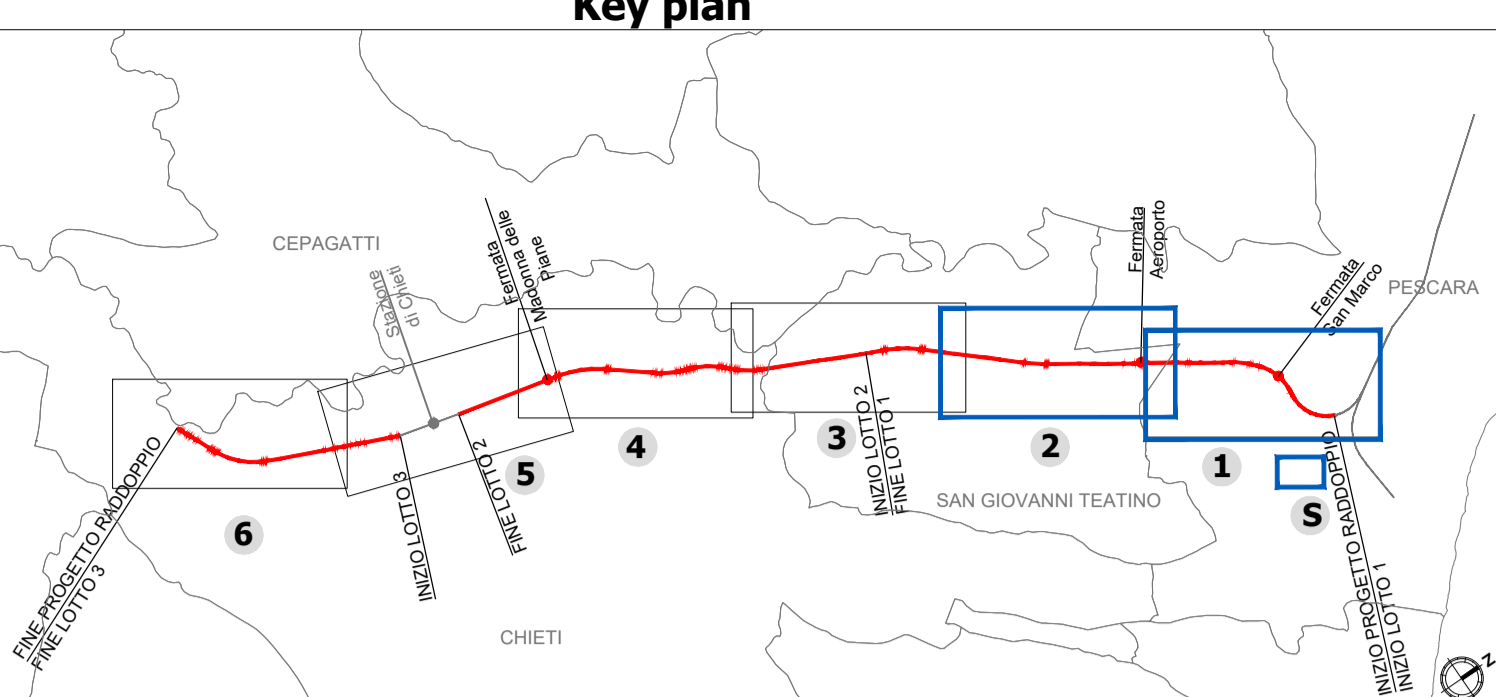 Key plan
CEPAGATTI
Stazione
di Chieti
Fermata
Madonna delle
Piane
Fermata
Aeroporto
Fermata
San Marco
PESCARA
INIZIO LOTTO 2
FINE LOTTO 1
3
4
5
6
2
1
S
SAN GIOVANNI TEATINO
FINE PROGETTO RADDOPPIO
FINE LOTTO 3
INIZIO LOTTO 3
FINE LOTTO 2
INIZIO PROGETTO RADDOPPIO
INIZIO LOTTO 1
CHIETI
N